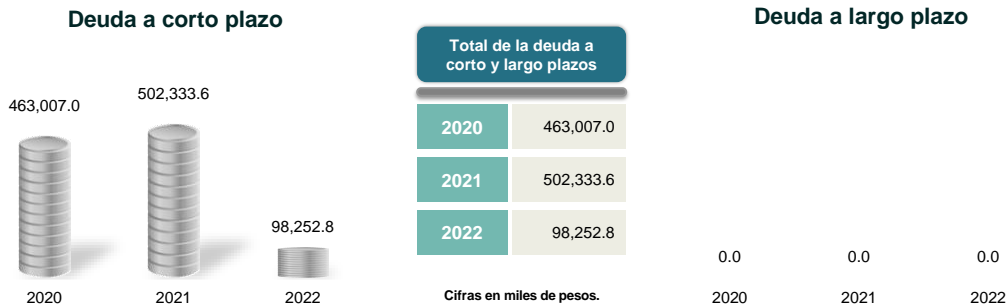 Deuda a corto plazo
463,007.0
502,333.6
98,252.8
2020 2021 2022
Total de la deuda a
corto y largo plazos
2020 463,007.0
2021 502,333.6
2022 98,252.8
Cifras en miles de pesos.
Deuda a largo plazo
0.0 0.0 0.0
2020 2021 2022